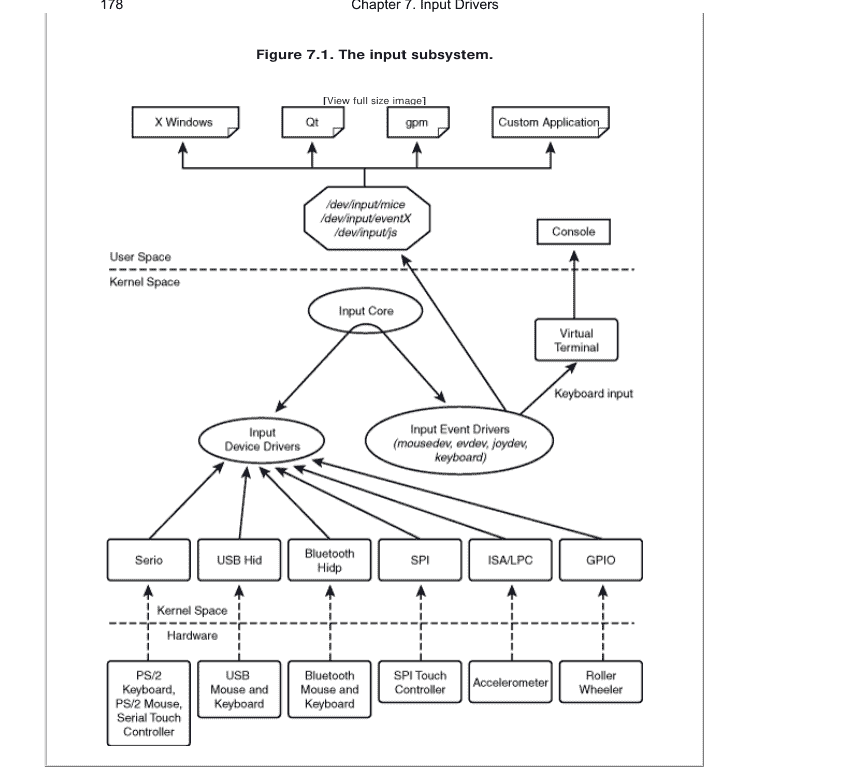 178
Chapter 7. Input Drivers
Figure 7.1. The input subsystem.
[View full size image]
X Windows
Qt
gpm
Custom Application
/dev/input/mice
/dev/input/eventX
/dev/input/js
Console
User Space
Kernel Space
Input Core
Virtual
Terminal
Keyboard input
Input
Device Drivers
Input Event Drivers
(mousedev, evdev, joydev,
keyboard)
Serio
USB Hid
Bluetooth
Hidp
SPI
ISA/LPC
GPIO
Kernel Space
Hardware
PS/2
Keyboard,
PS/2 Mouse,
Serial Touch
Controller
USB
Mouse and
Keyboard
Bluetooth
Mouse and
Keyboard
SPI Touch
Controller
Accelerometer
Roller
Wheeler